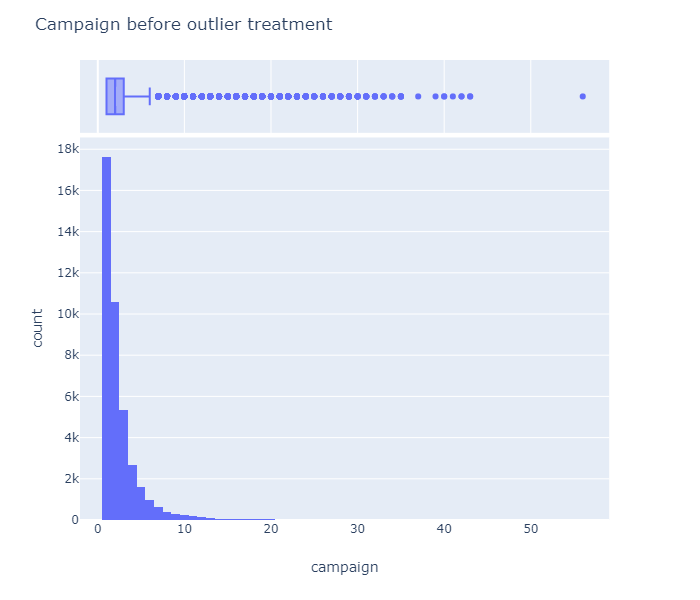 Campaign before outlier treatment
18k
16k
14k
12k
10k
8k
6k
4k
2k
0
count
0 10 20 30 40 50
campaign